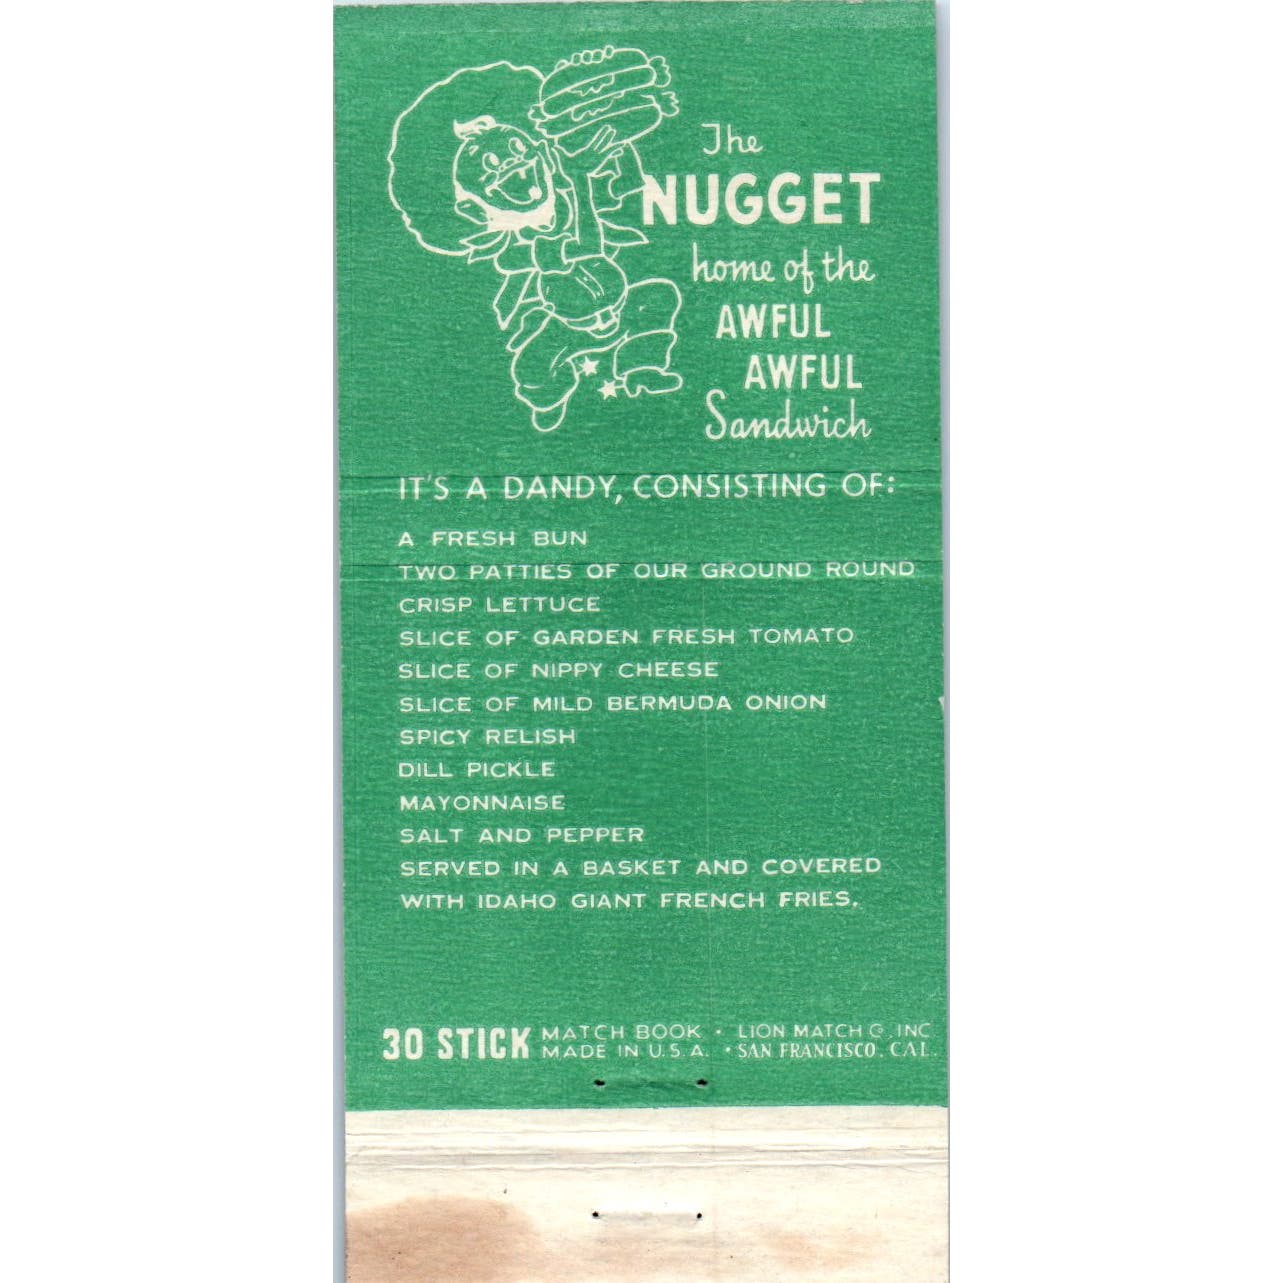 The
NUGGET
home of the
AWFUL
AWFUL
Sandwich
IT'S A DANDY, CONSISTING OF:
A FRESH BUN
TWO PATTIES OF OUR GROUND ROUND
CRISP LETTUCE
SLICE OF GARDEN FRESH TOMATO
SLICE OF NIPPY CHEESE
SLICE OF MILD BERMUDA ONION
SPICY RELISH
DILL PICKLE
MAYONNAISE
SALT AND PEPPER
SERVED IN A BASKET AND COVERED
WITH IDAHO GIANT FRENCH FRIES.
30 STICK MATCH BOOK • LION MATCH CO., INC
MADE IN U.S.A. • SAN FRANCISCO, CAL.